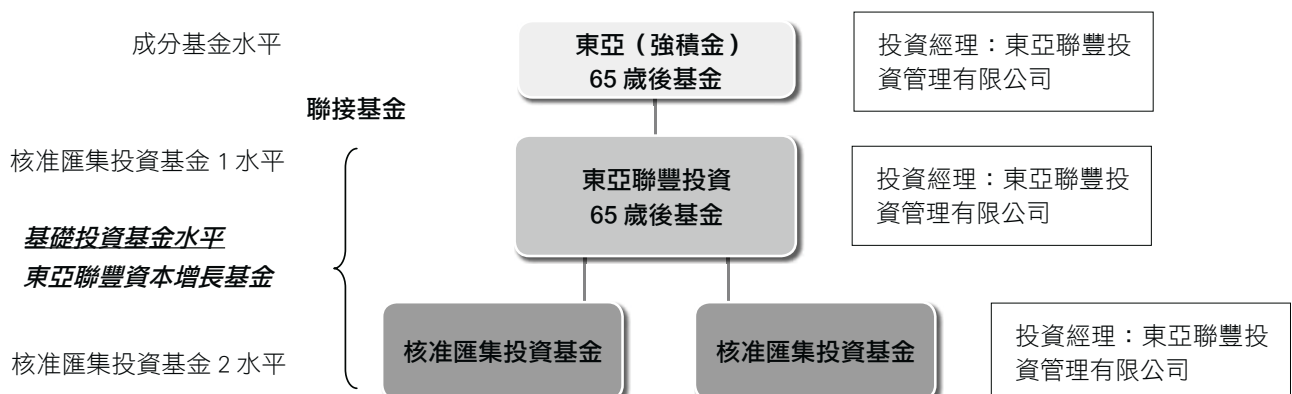 成分基金水平
東亞（強積金）
65 歲後基金
投資經理：東亞聯豐投
資管理有限公司
聯接基金
核准匯集投資基金 1 水平
東亞聯豐投資
65 歲後基金
投資經理：東亞聯豐投
資管理有限公司
基礎投資基金水平
東亞聯豐資本增長基金
核准匯集投資基金 2 水平
核准匯集投資基金
核准匯集投資基金
投資經理：東亞聯豐投
資管理有限公司